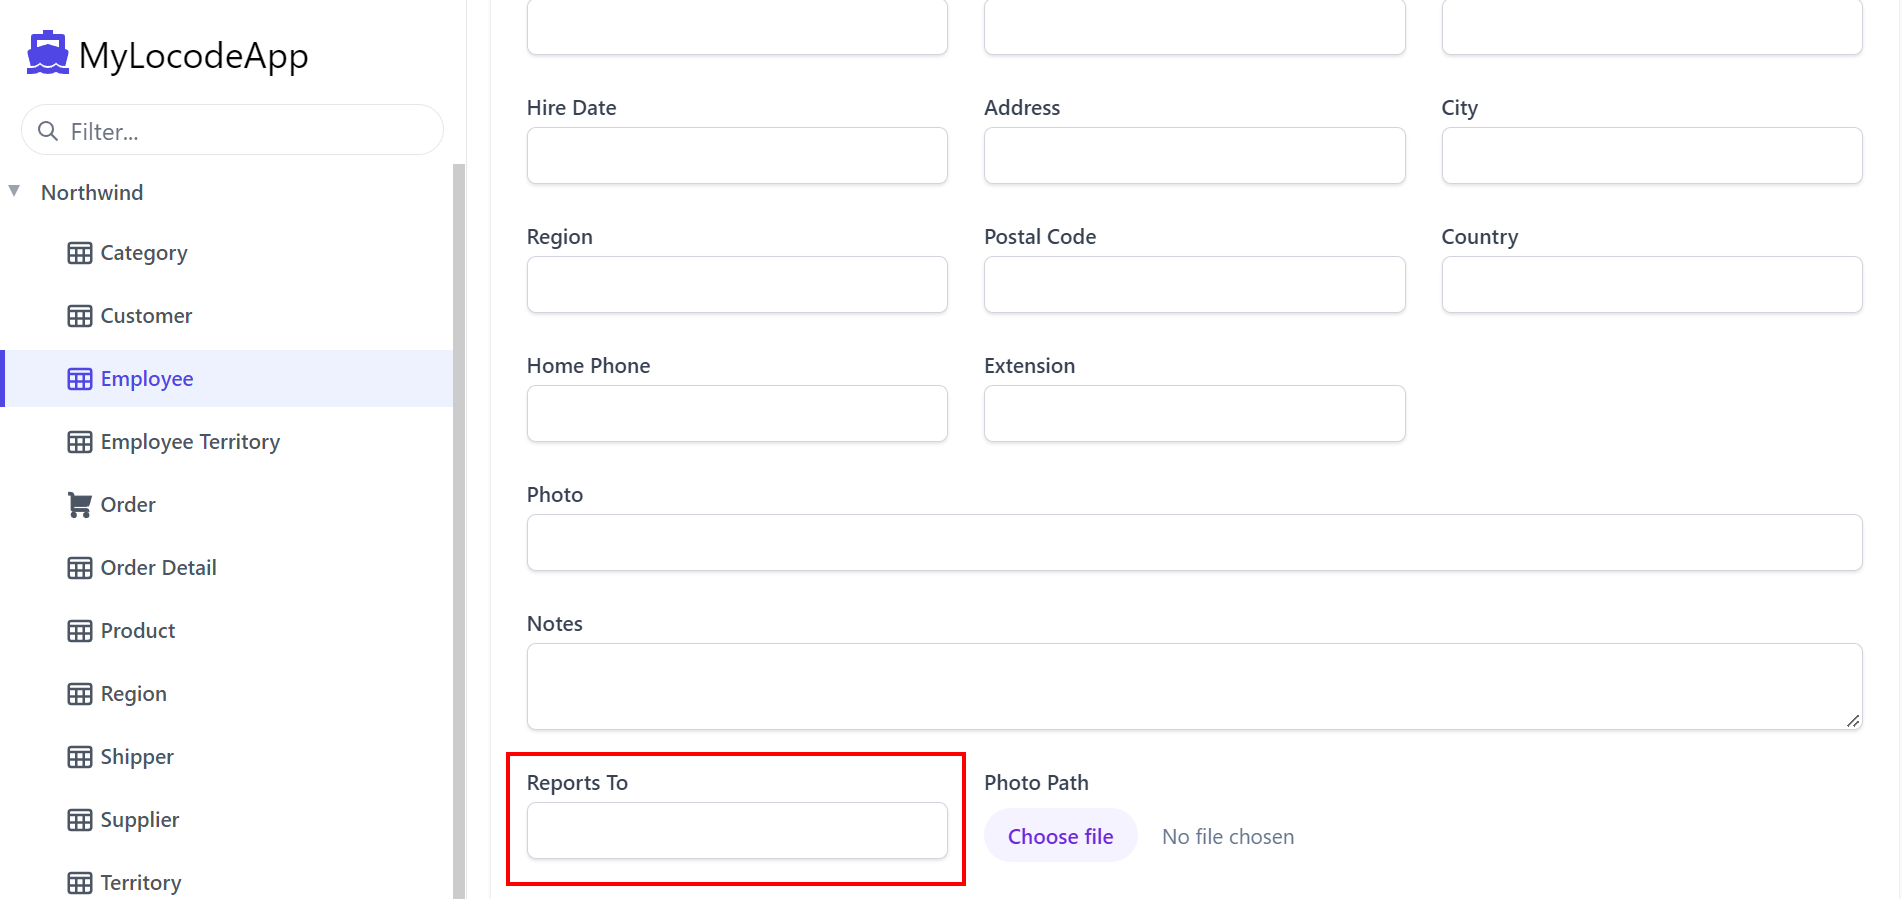 MyLocodeApp
Filter...
Northwind
Category
Customer
Employee
Employee Territory
Order
Order Detail
Product
Region
Shipper
Supplier
Territory
Hire Date
Address
City
Region
Postal Code
Country
Home Phone
Extension
Photo
Notes
Reports To
Photo Path
Choose file
No file chosen